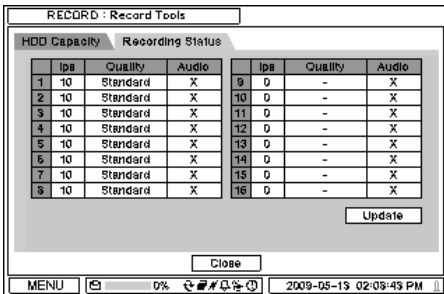 RECORD : Record Tools
HDD Capacity Recording Status
ips Quality Audio ips Quality Audio
1 10 Standard X 9 0 - X
2 10 Standard X 10 0 - X
3 10 Standard X 11 0 - X
4 10 Standard X 12 0 - X
5 10 Standard X 13 0 - X
6 10 Standard X 14 0 - X
7 10 Standard X 15 0 - X
8 10 Standard X 16 0 - X
Update
Close
MENU 0% 2009-05-13 02:08:43 PM